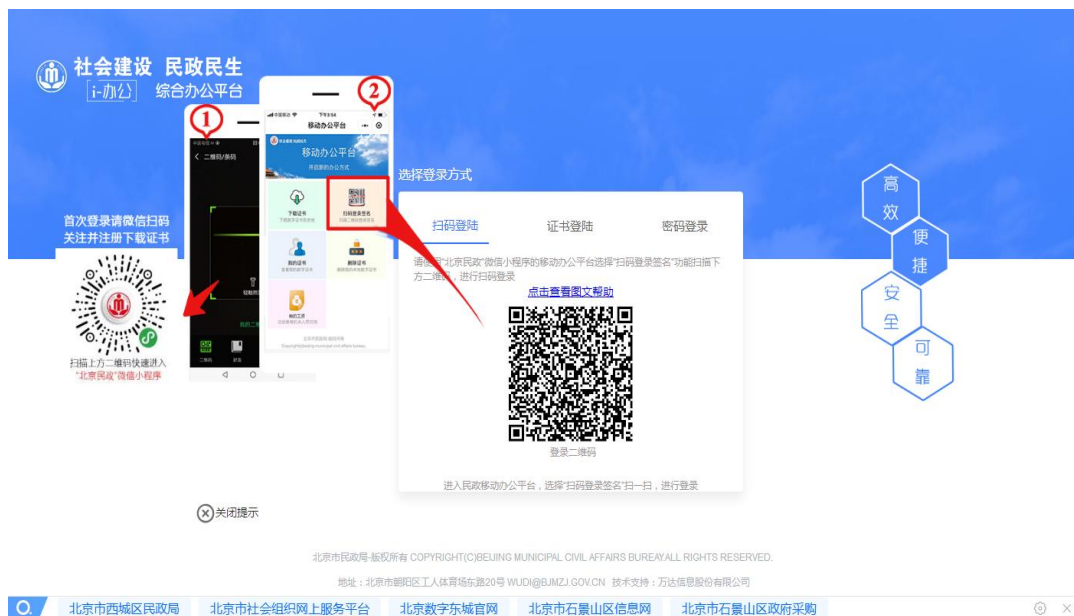 社会建设 民政民生
i-办公 综合办公平台
1
2
首次登录请微信扫码
关注并注册下载证书
扫描上方二维码快速进入
"北京民政"微信小程序
二维码/条码
下午3:54
移动办公平台
移动办公平台
下载证书
扫码登录签名
我的证书
删除证书
我的工资
二维码
选择登录方式
扫码登陆
证书登陆
密码登录
请使用"北京民政"微信小程序的移动办公平台选择"扫码登录签名"功能扫描下
方二维码，进行扫码登录
点击查看图文帮助
登录二维码
进入民政移动办公平台，选择"扫码登录签名"扫一扫，进行登录
高效
便捷
安全
可靠
关闭提示
北京市民政局-版权所有 COPYRIGHT(C)BEIJING MUNICIPAL CIVIL AFFAIRS BUREAY.ALL RIGHTS RESERVED.
地址：北京市朝阳区工人体育场东路20号 WUDI@BJMZJ.GOV.CN 技术支持：万达信息股份有限公司
北京市西城区民政局 北京市社会组织网上服务平台 北京数字东城官网 北京市石景山区信息网 北京市石景山区政府采购